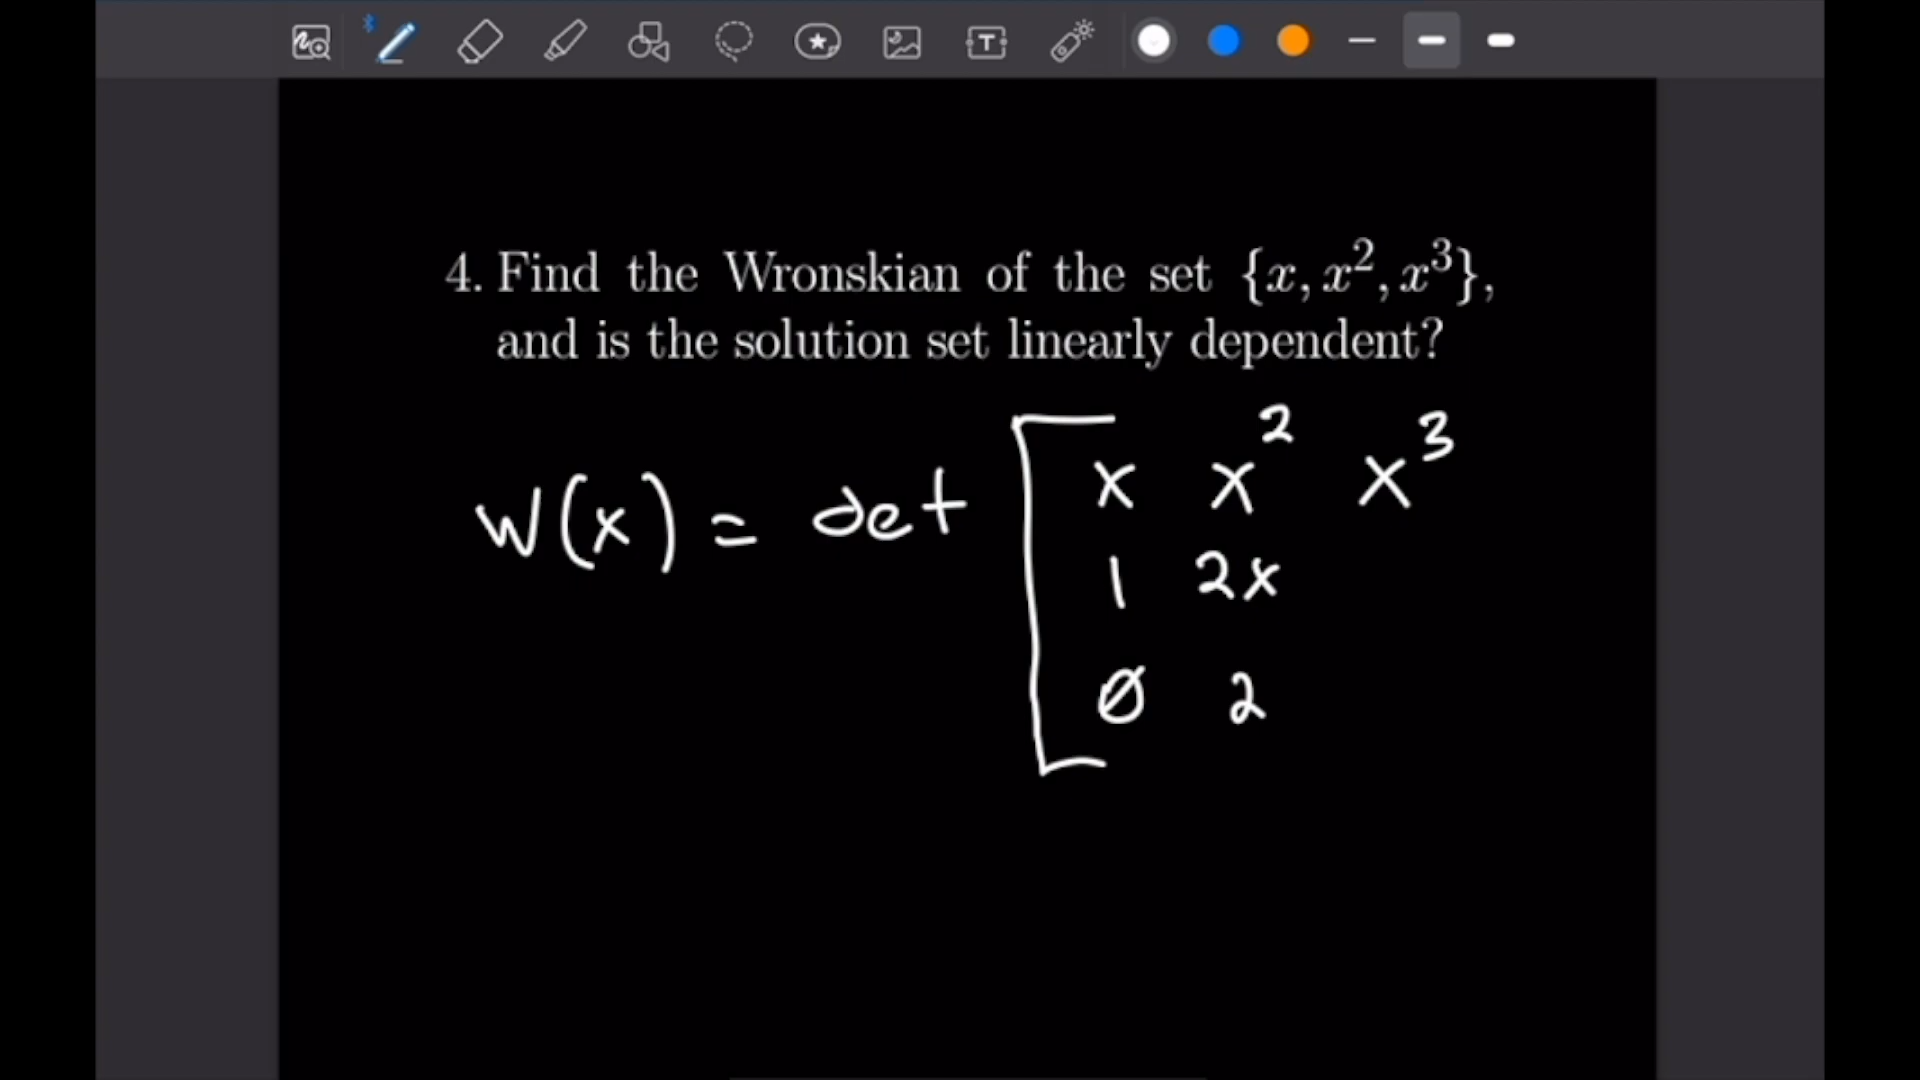 4. Find the Wronskian of the set {x, x², x³},
and is the solution set linearly dependent?
W(x) = det [ x x² x³
1 2x
0 2